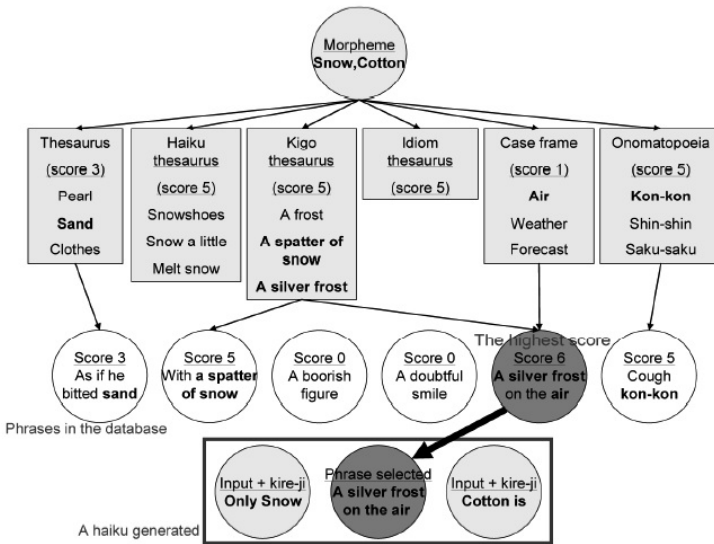 Morpheme
Snow,Cotton
Thesaurus
(score 3)
Pearl
Sand
Clothes
Haiku
thesaurus
(score 5)
Snowshoes
Snow a little
Melt snow
Kigo
thesaurus
(score 5)
A frost
A spatter of
snow
A silver frost
Idiom
thesaurus
(score 5)
Case frame
(score 1)
Air
Weather
Forecast
Onomatopoeia
(score 5)
Kon-kon
Shin-shin
Saku-saku
The highest score
Score 3
As if he
bitted sand
Score 5
With a spatter
of snow
Score 0
A boorish
figure
Score 0
A doubtful
smile
Score 6
A silver frost
on the air
Score 5
Cough
kon-kon
Phrases in the database
Input + kire-ji
Only Snow
Phrase selected
A silver frost
on the air
Input + kire-ji
Cotton is
A haiku generated